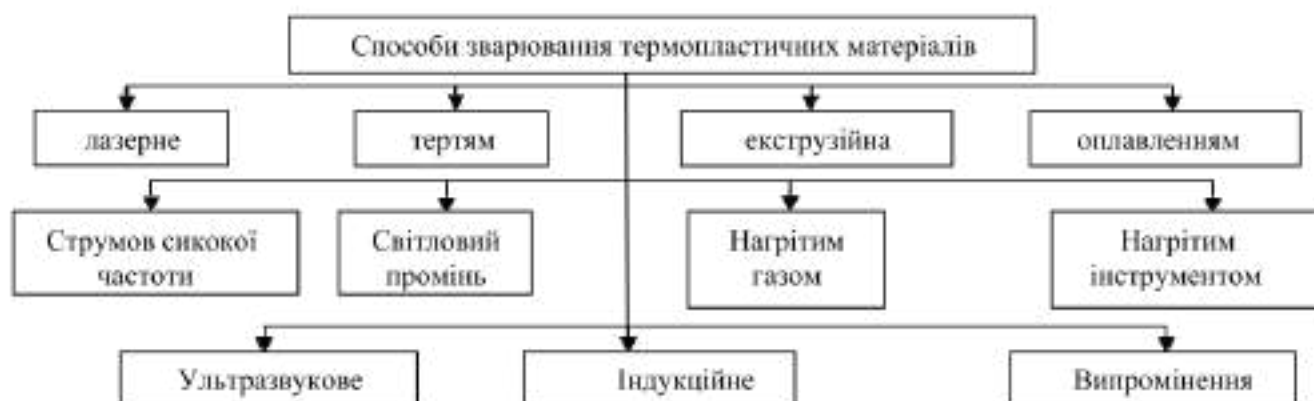 Способи зварювання термопластичних матеріалів
лазерне
тертям
екструзійна
оплавленням
Струмов сикокої
частоти
Світловий
промінь
Нагрітим
газом
Нагрітим
інструментом
Ультразвукове
Індукційне
Випромінення